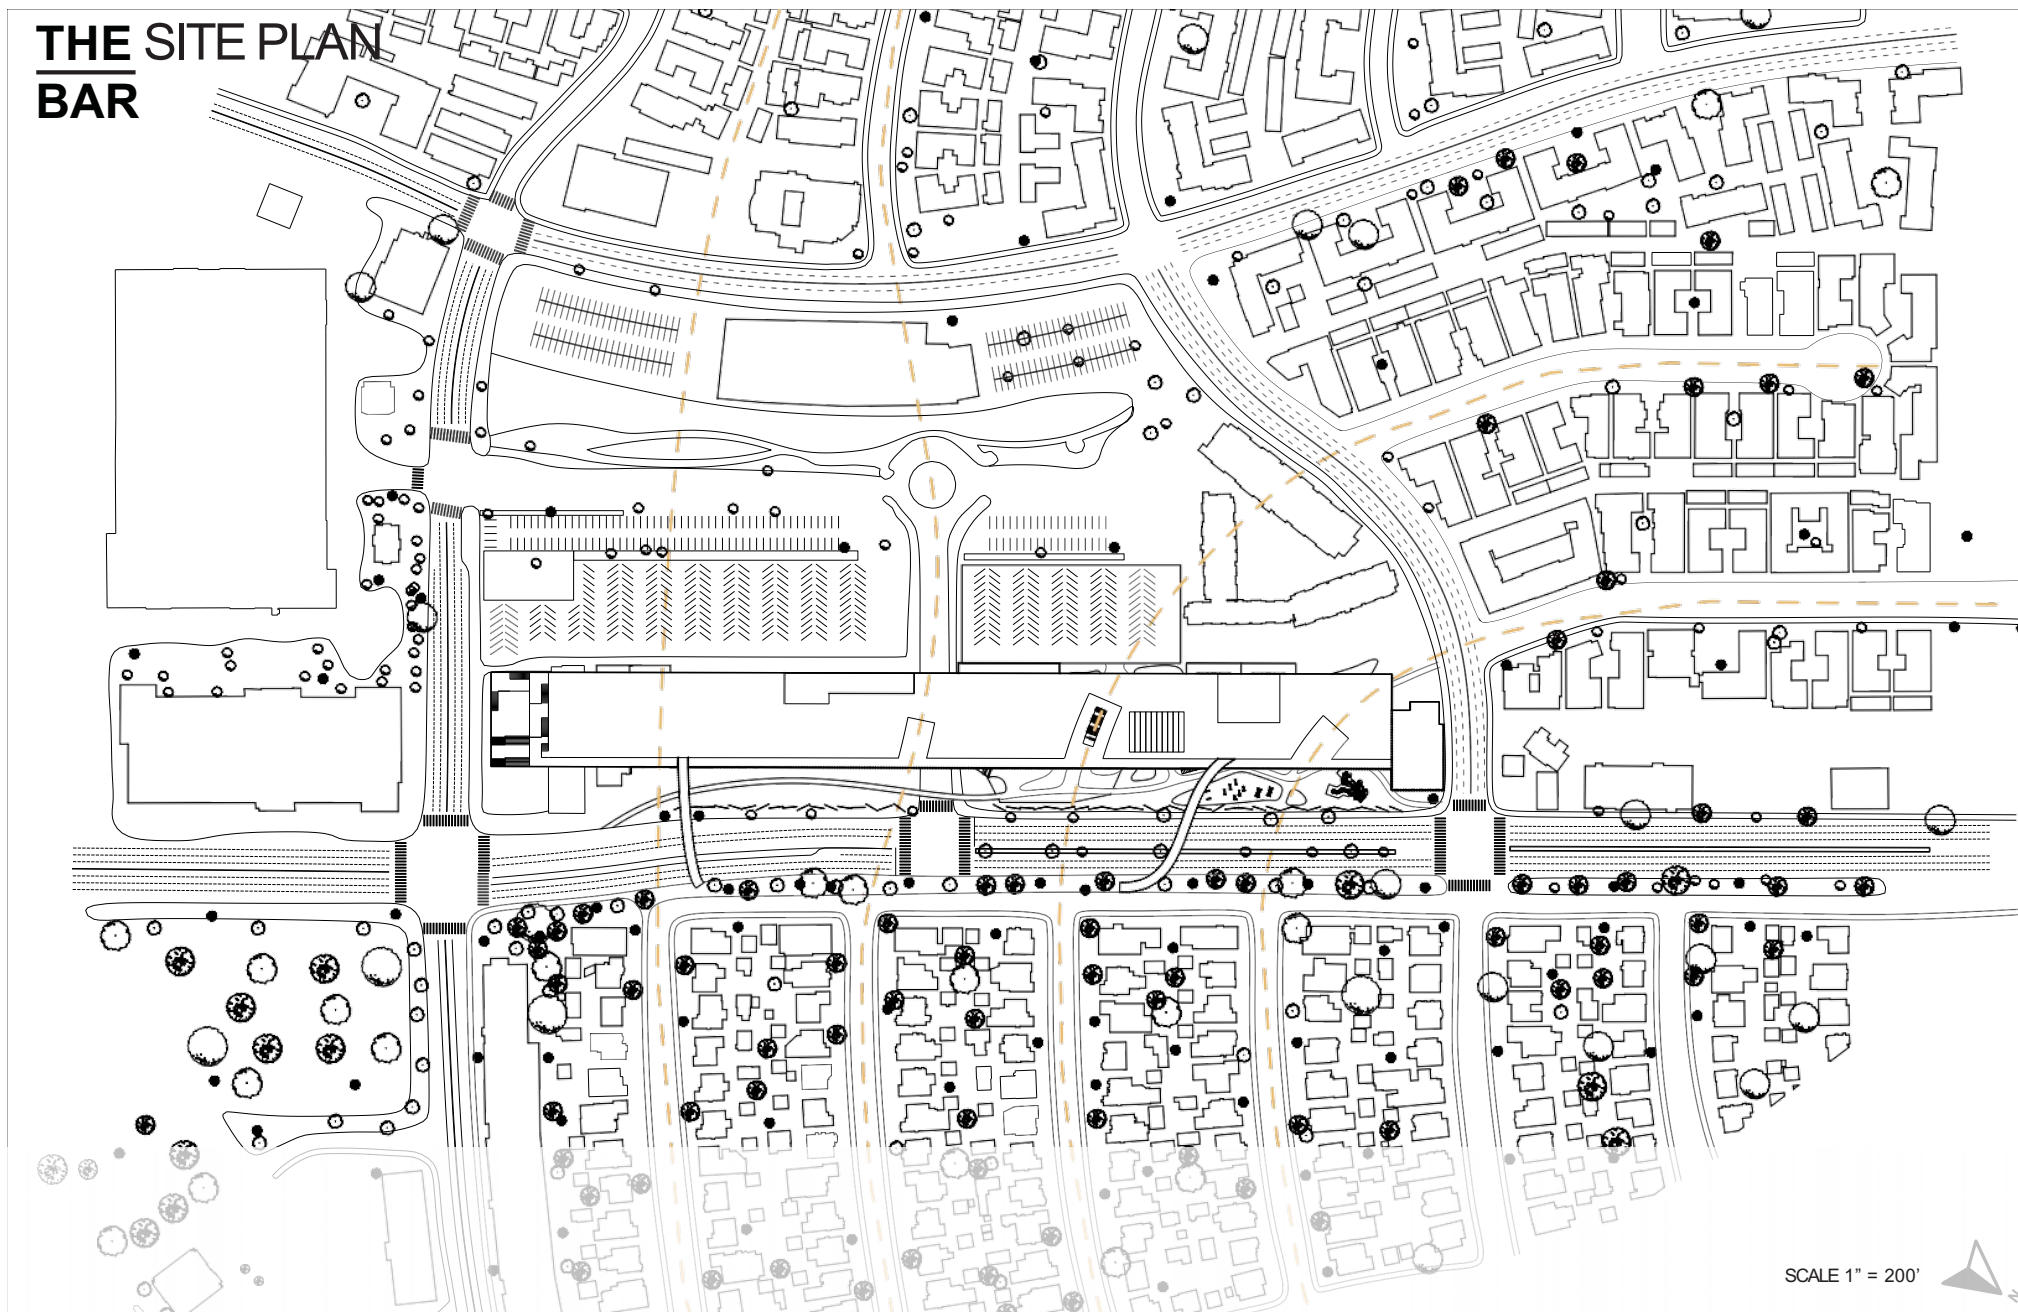 THE SITE PLAN
BAR
SCALE 1" = 200'
N